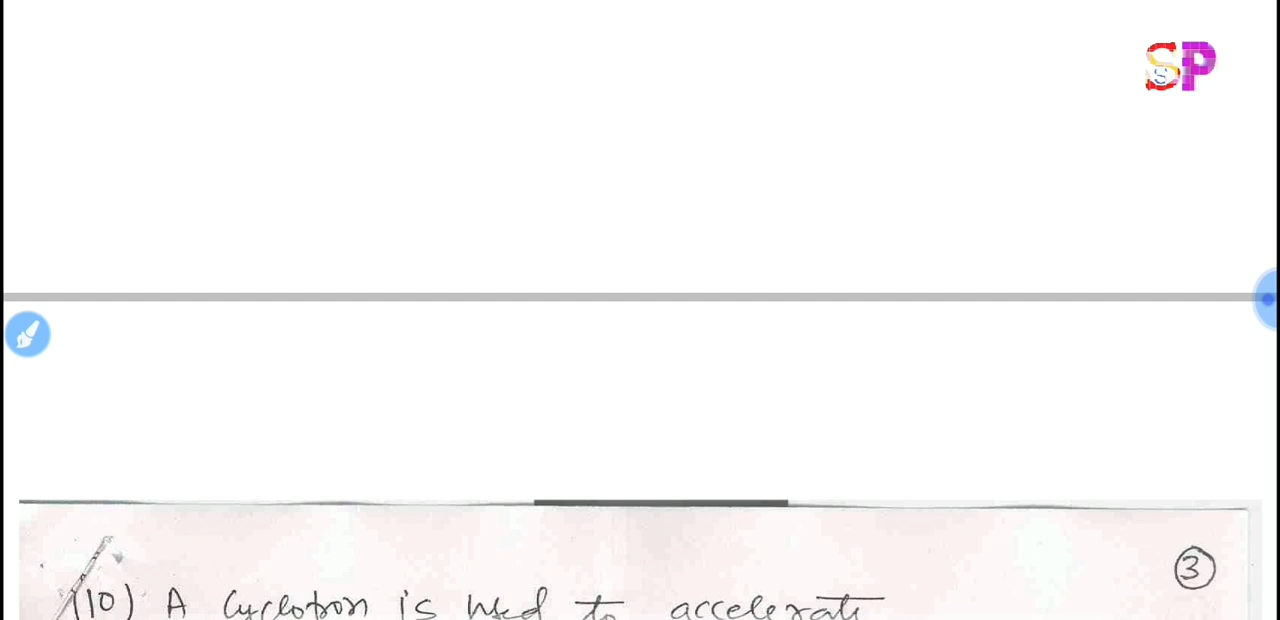 SP
S
3
(10) A Cyclotron is used to accelerate